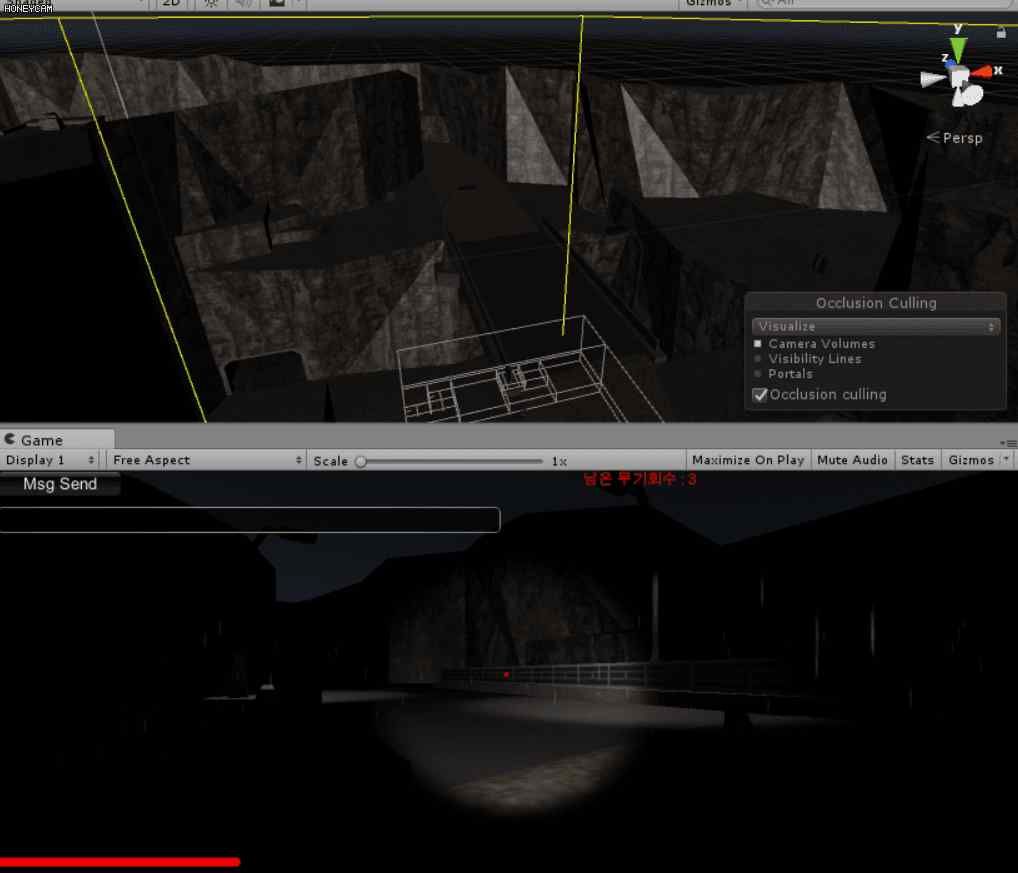 HONEYCAM
2D
Gizmos
All
y
z
x
Persp
Occlusion Culling
Visualize
Camera Volumes
Visibility Lines
Portals
Occlusion culling
Game
Display 1
Free Aspect
Scale
1x
Maximize On Play
Mute Audio
Stats
Gizmos
Msg Send
남은 무기회수 : 3